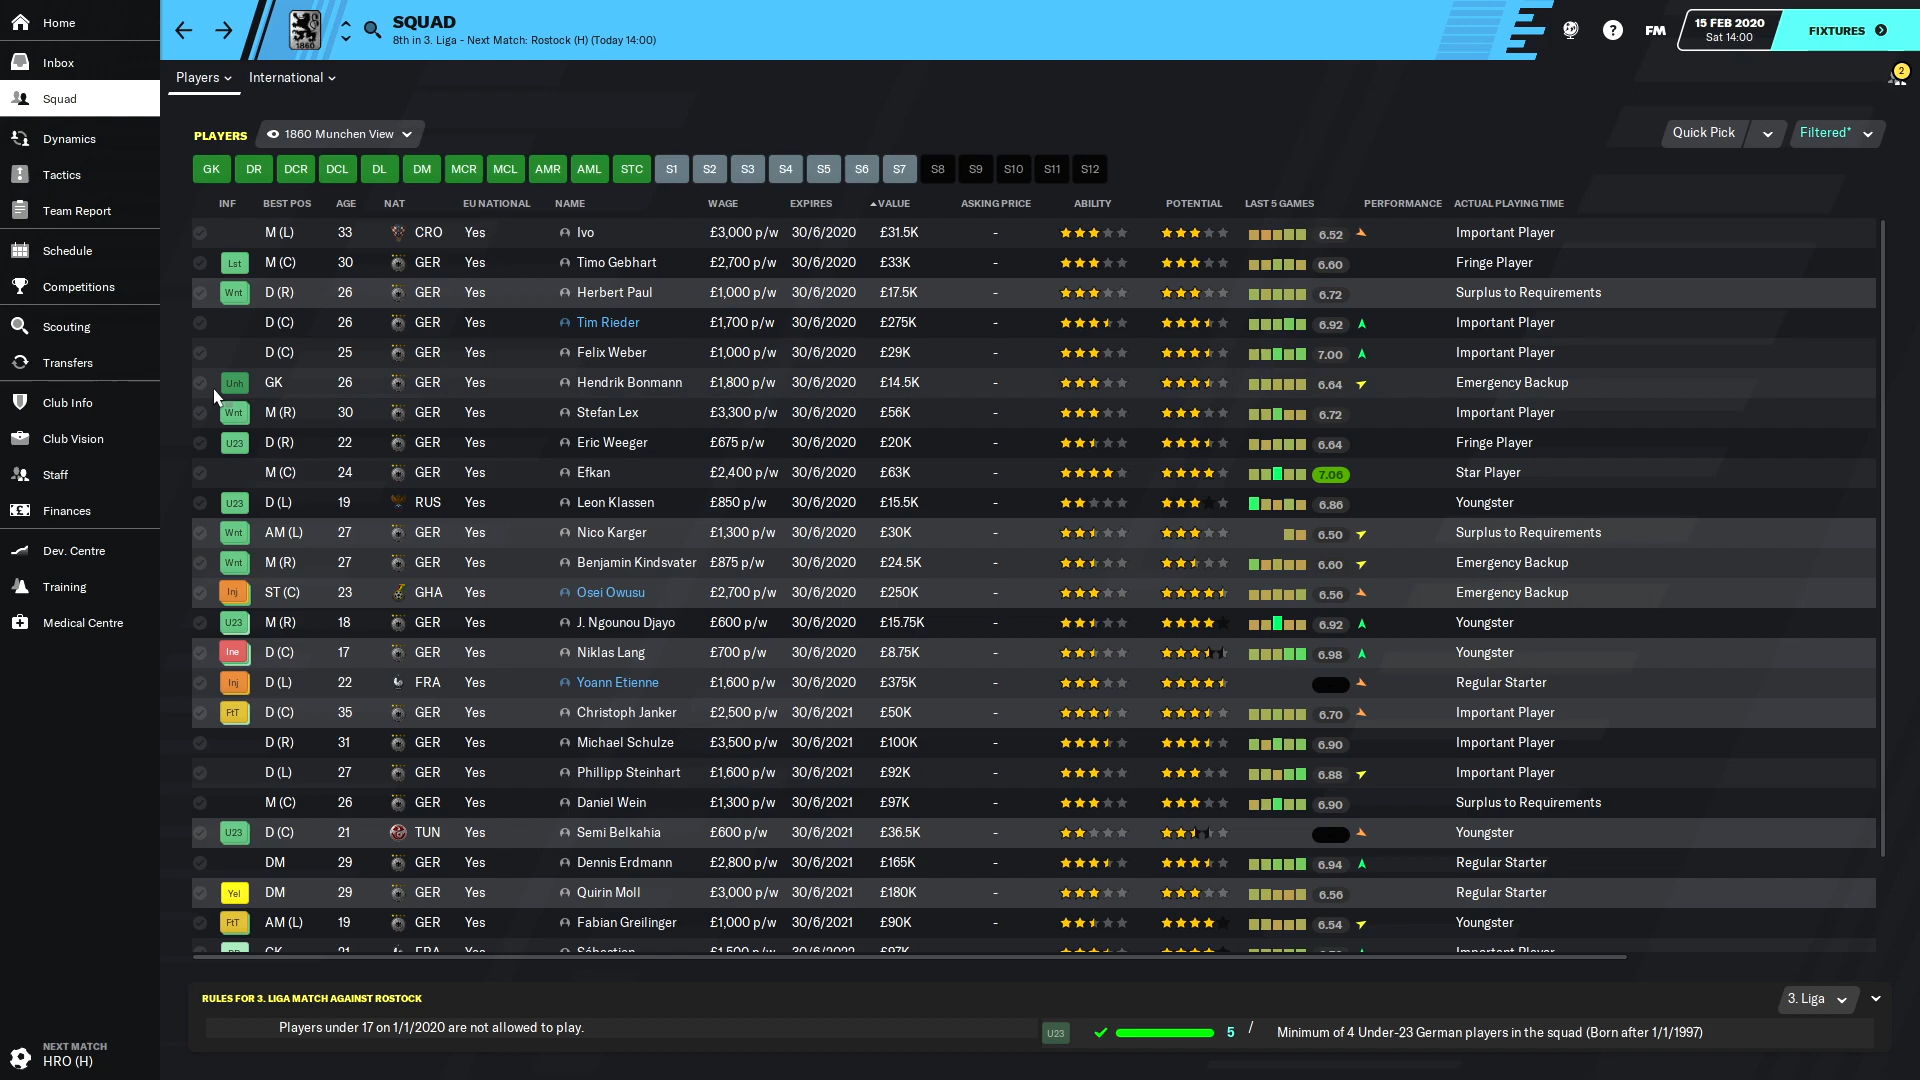 Home
Inbox
Squad
Dynamics
Tactics
Team Report
Schedule
Competitions
Scouting
Transfers
Club Info
Club Vision
Staff
Finances
Dev. Centre
Training
Medical Centre
NEXT MATCH
HRO (H)
1860
SQUAD
8th in 3. Liga - Next Match: Rostock (H) (Today 14:00)
FM
15 FEB 2020
Sat 14:00
FIXTURES
2
Players International
PLAYERS 1860 Munchen View Quick Pick Filtered*
GK DR DCR DCL DL DM MCR MCL AMR AML STC S1 S2 S3 S4 S5 S6 S7 S8 S9 S10 S11 S12
INF BEST POS AGE NAT EU NATIONAL NAME WAGE EXPIRES VALUE ASKING PRICE ABILITY POTENTIAL LAST 5 GAMES PERFORMANCE ACTUAL PLAYING TIME
M (L) 33 CRO Yes Ivo £3,000 p/w 30/6/2020 £31.5K - 6.52 Important Player
Lst M (C) 30 GER Yes Timo Gebhart £2,700 p/w 30/6/2020 £33K - 6.60 Fringe Player
Wnt D (R) 26 GER Yes Herbert Paul £1,000 p/w 30/6/2020 £17.5K - 6.72 Surplus to Requirements
D (C) 26 GER Yes Tim Rieder £1,700 p/w 30/6/2020 £275K - 6.92 Important Player
D (C) 25 GER Yes Felix Weber £1,000 p/w 30/6/2020 £29K - 7.00 Important Player
Unh GK 26 GER Yes Hendrik Bonmann £1,800 p/w 30/6/2020 £14.5K - 6.64 Emergency Backup
Wnt M (R) 30 GER Yes Stefan Lex £3,300 p/w 30/6/2020 £56K - 6.72 Important Player
U23 D (R) 22 GER Yes Eric Weeger £675 p/w 30/6/2020 £20K - 6.64 Fringe Player
M (C) 24 GER Yes Efkan £2,400 p/w 30/6/2020 £63K - 7.06 Star Player
U23 D (L) 19 RUS Yes Leon Klassen £850 p/w 30/6/2020 £15.5K - 6.86 Youngster
Wnt AM (L) 27 GER Yes Nico Karger £1,300 p/w 30/6/2020 £30K - 6.50 Surplus to Requirements
Wnt M (R) 27 GER Yes Benjamin Kindsvater £875 p/w 30/6/2020 £24.5K - 6.60 Emergency Backup
Inj ST (C) 23 GHA Yes Osei Owusu £2,700 p/w 30/6/2020 £250K - 6.56 Emergency Backup
U23 M (R) 18 GER Yes J. Ngounou Djayo £600 p/w 30/6/2020 £15.75K - 6.92 Youngster
Ine D (C) 17 GER Yes Niklas Lang £700 p/w 30/6/2020 £8.75K - 6.98 Youngster
Inj D (L) 22 FRA Yes Yoann Etienne £1,600 p/w 30/6/2020 £375K - Regular Starter
FtT D (C) 35 GER Yes Christoph Janker £2,500 p/w 30/6/2021 £50K - 6.70 Important Player
D (R) 31 GER Yes Michael Schulze £3,500 p/w 30/6/2021 £100K - 6.90 Important Player
D (L) 27 GER Yes Phillipp Steinhart £1,600 p/w 30/6/2021 £92K - 6.88 Important Player
M (C) 26 GER Yes Daniel Wein £1,300 p/w 30/6/2021 £97K - 6.90 Surplus to Requirements
U23 D (C) 21 TUN Yes Semi Belkahia £600 p/w 30/6/2021 £36.5K - Youngster
DM 29 GER Yes Dennis Erdmann £2,800 p/w 30/6/2021 £165K - 6.94 Regular Starter
Yel DM 29 GER Yes Quirin Moll £3,000 p/w 30/6/2021 £180K - 6.56 Regular Starter
FtT AM (L) 19 GER Yes Fabian Greilinger £1,000 p/w 30/6/2021 £90K - 6.54 Youngster
GK 21 FRA Yes Sébastien £1,500 p/w 30/6/2022 £97K - Important Player
RULES FOR 3. LIGA MATCH AGAINST ROSTOCK 3. Liga
Players under 17 on 1/1/2020 are not allowed to play.
U23 5 / Minimum of 4 Under-23 German players in the squad (Born after 1/1/1997)